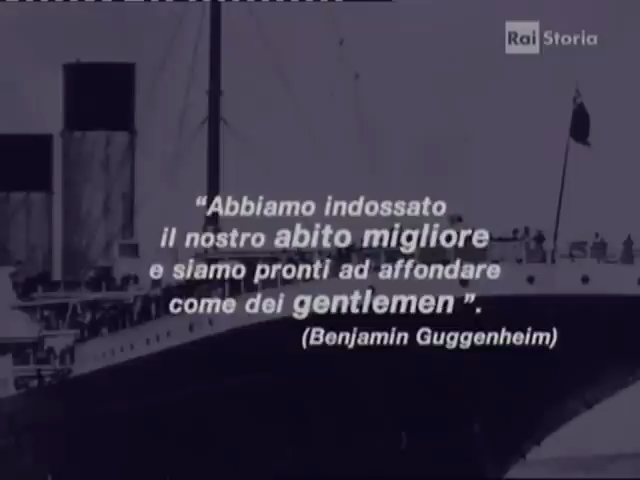 Rai Storia
"Abbiamo indossato
il nostro abito migliore
e siamo pronti ad affondare
come dei gentlemen".
(Benjamin Guggenheim)